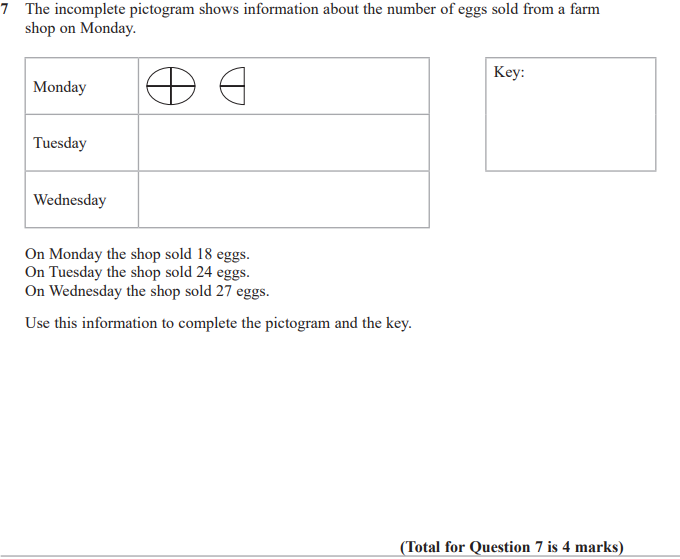 7 The incomplete pictogram shows information about the number of eggs sold from a farm
shop on Monday.
Monday
Key:
Tuesday
Wednesday
On Monday the shop sold 18 eggs.
On Tuesday the shop sold 24 eggs.
On Wednesday the shop sold 27 eggs.
Use this information to complete the pictogram and the key.
(Total for Question 7 is 4 marks)